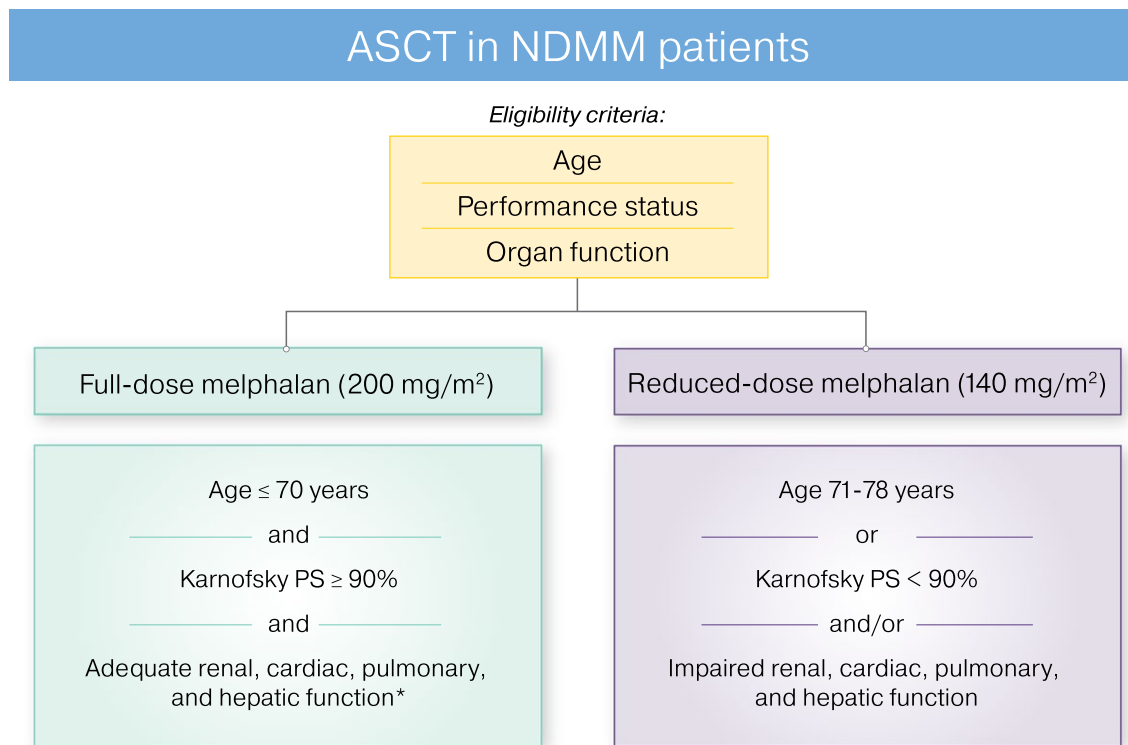 ASCT in NDMM patients
Eligibility criteria:
Age
Performance status
Organ function
Full-dose melphalan (200 mg/m²)
Reduced-dose melphalan (140 mg/m²)
Age ≤ 70 years
and
Karnofsky PS ≥ 90%
and
Adequate renal, cardiac, pulmonary,
and hepatic function*
Age 71-78 years
or
Karnofsky PS < 90%
and/or
Impaired renal, cardiac, pulmonary,
and hepatic function